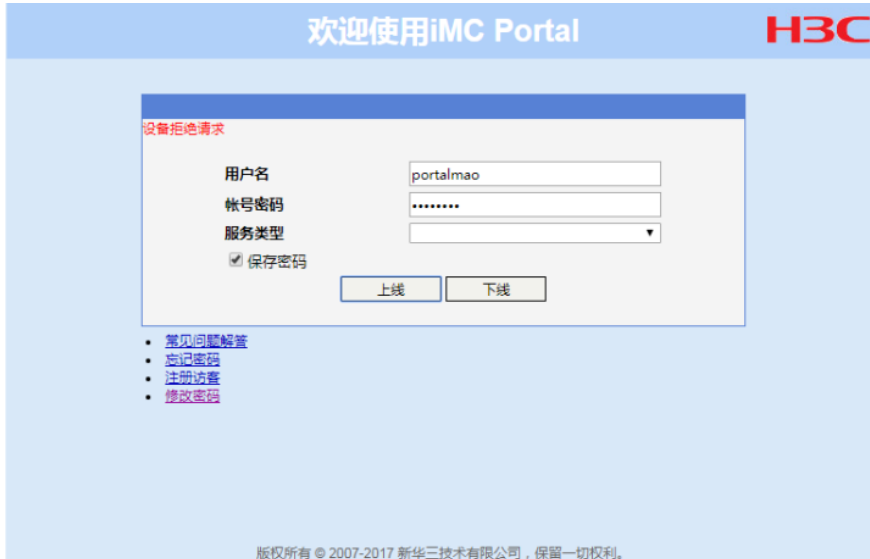 欢迎使用iMC Portal
H3C
设备拒绝请求
用户名 portalmao
帐号密码 ••••••••
服务类型
保存密码
上线 下线
常见问题解答
忘记密码
注册访客
修改密码
版权所有 © 2007-2017 新华三技术有限公司，保留一切权利。